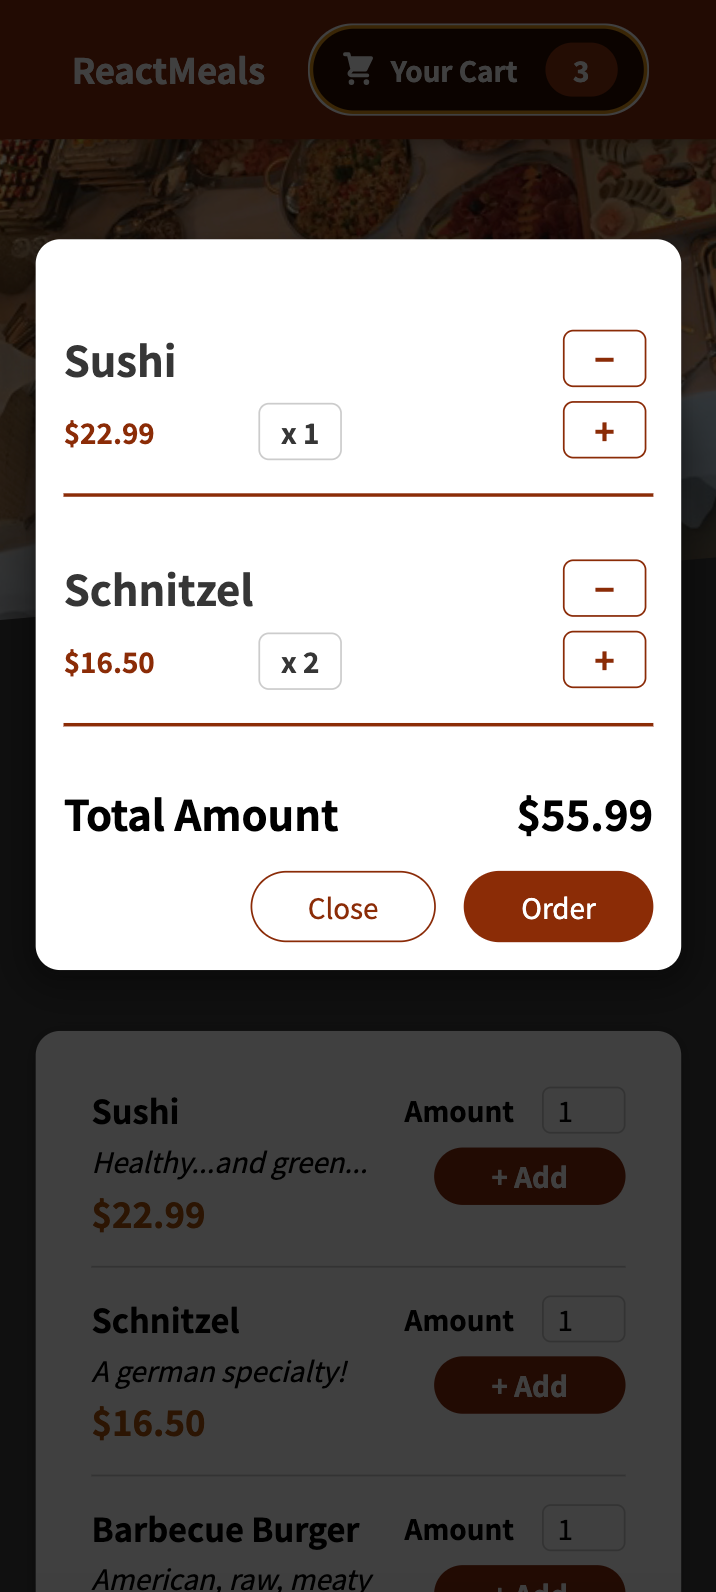 ReactMeals Your Cart 3
Sushi −
$22.99 x 1 +
Schnitzel −
$16.50 x 2 +
Total Amount $55.99
Close Order
Sushi Amount 1
Healthy...and green...
+ Add
$22.99
Schnitzel Amount 1
A german specialty!
+ Add
$16.50
Barbecue Burger Amount 1
American, raw, meaty
+ Add